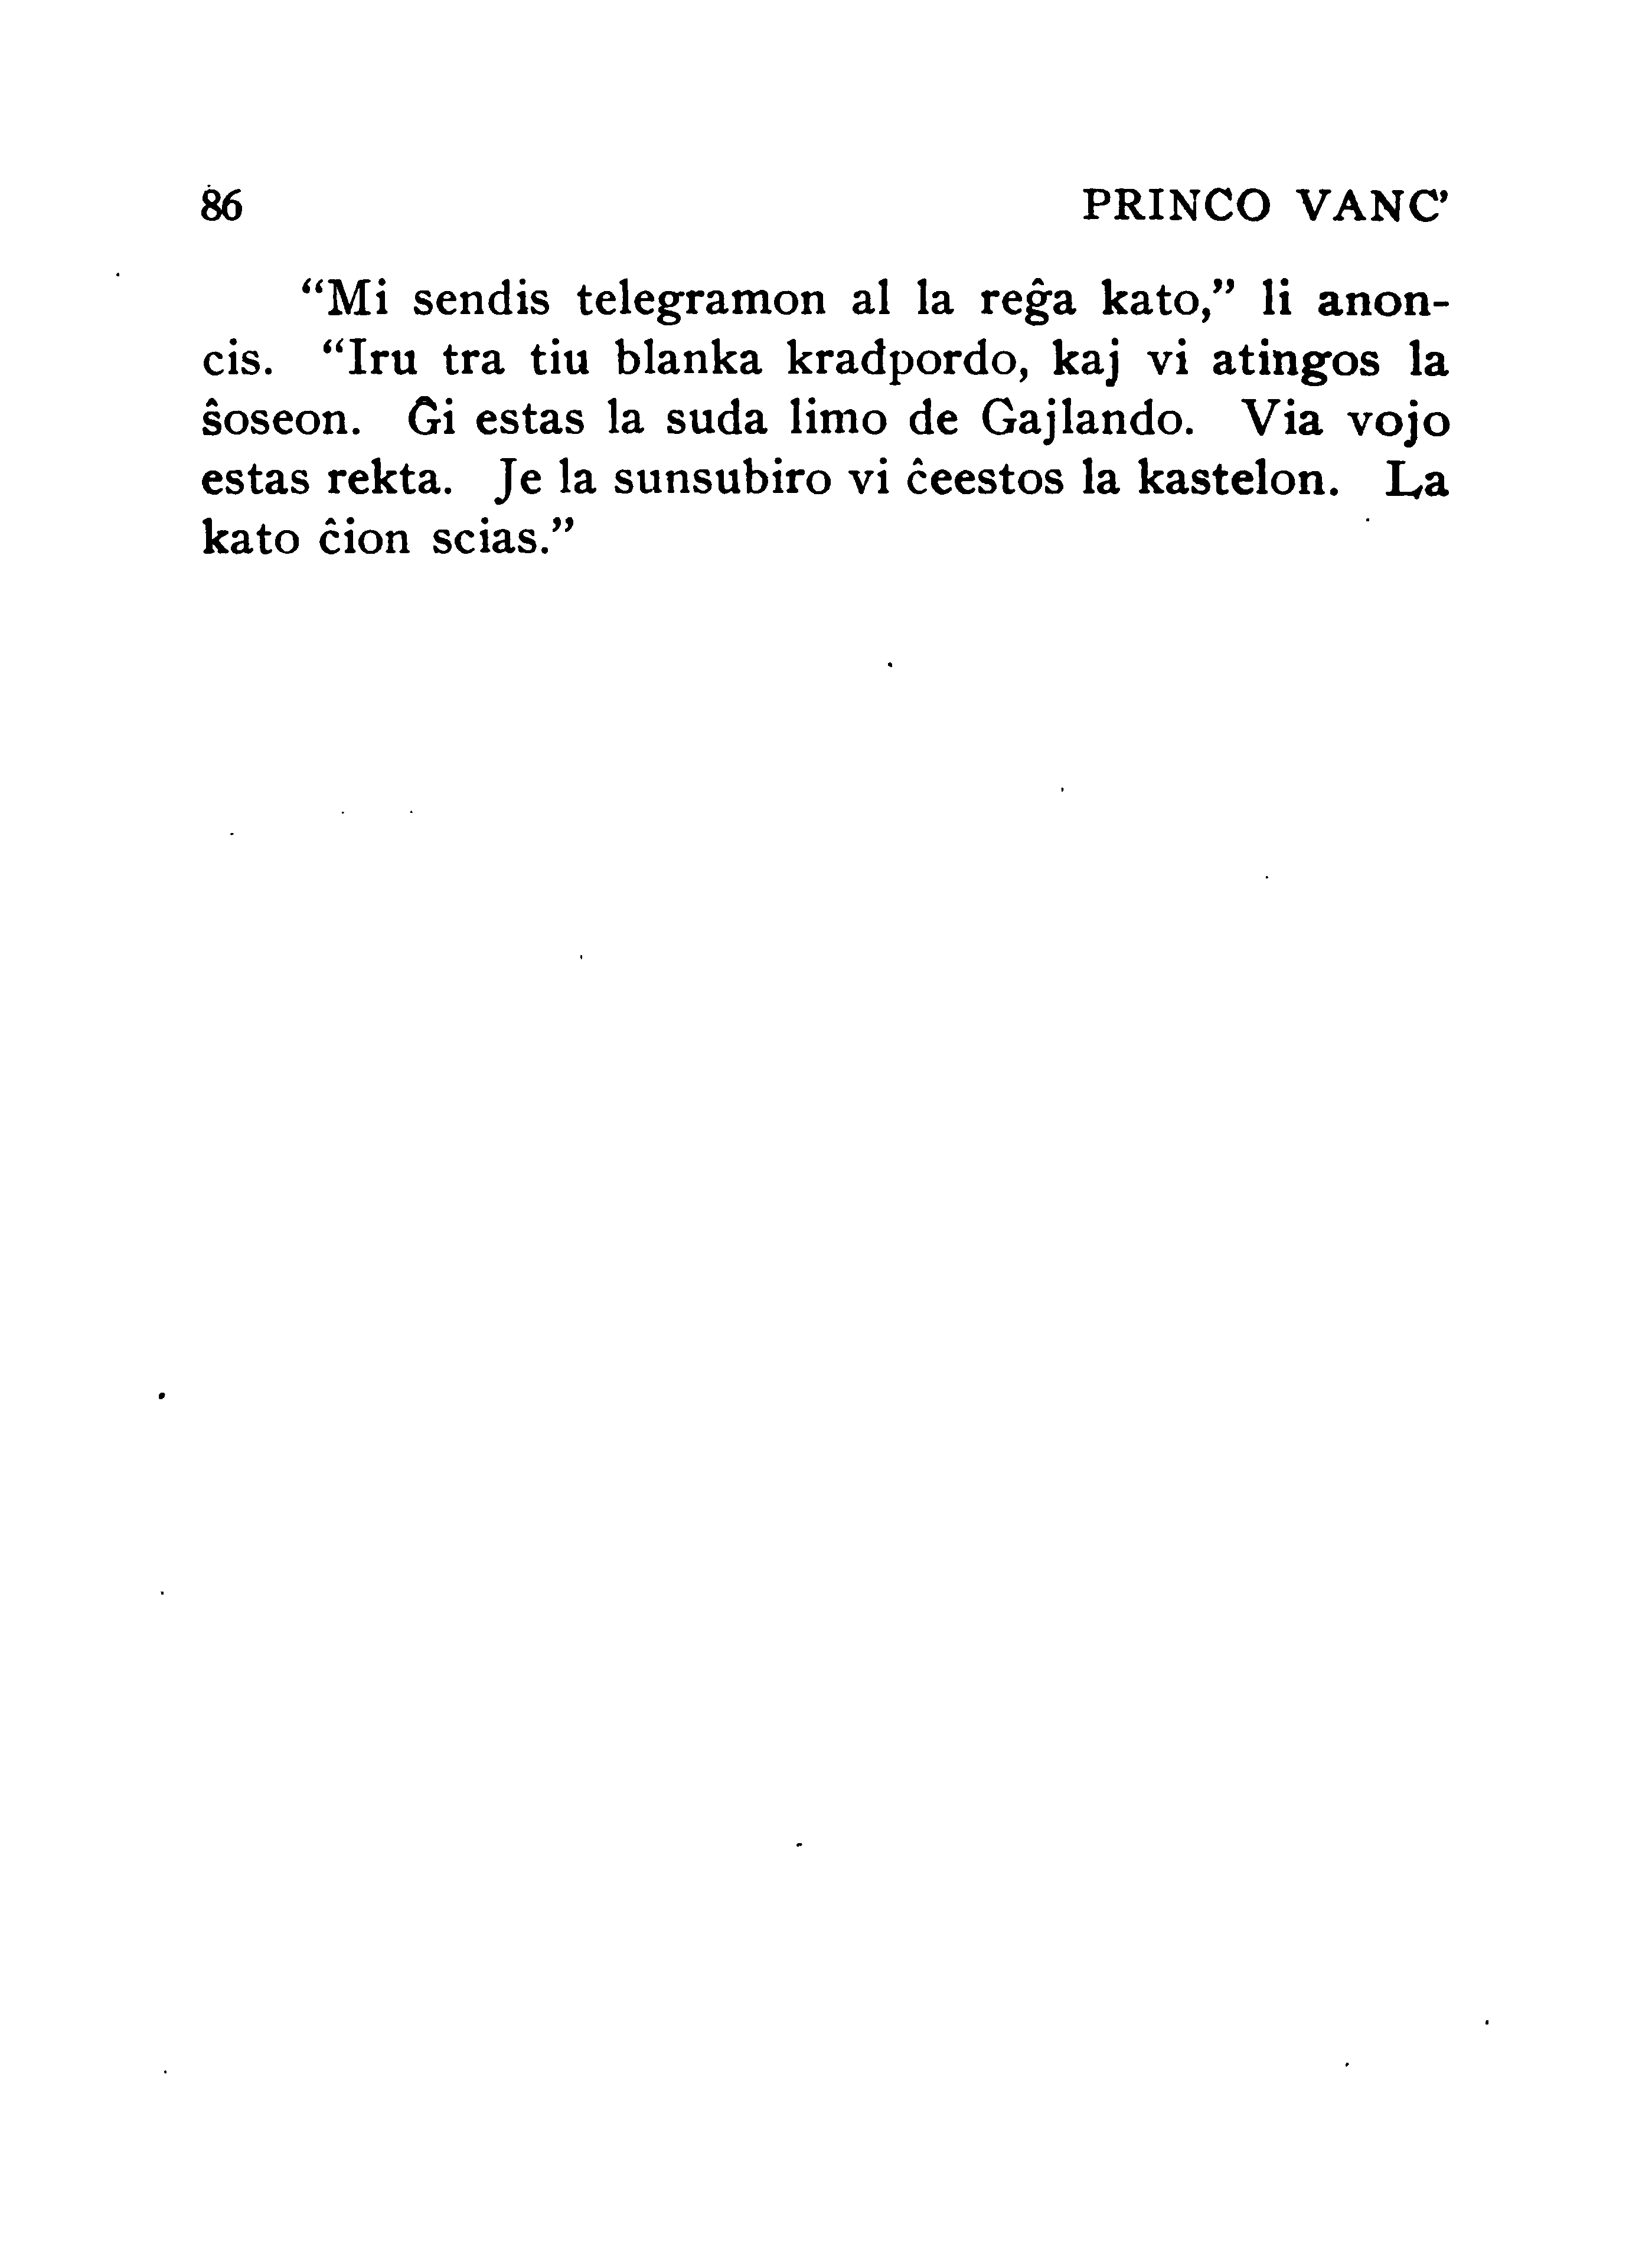 86 PRINCO VANC’
“Mi sendis telegramon al la reĝa kato,” li anon-
cis. “Iru tra tiu blanka kradpordo, kaj vi atingos la
ŝoseon. Ĝi estas la suda limo de Gajlando. Via vojo
estas rekta. Je la sunsubiro vi ĉeestos la kastelon. La
kato ĉion scias.”